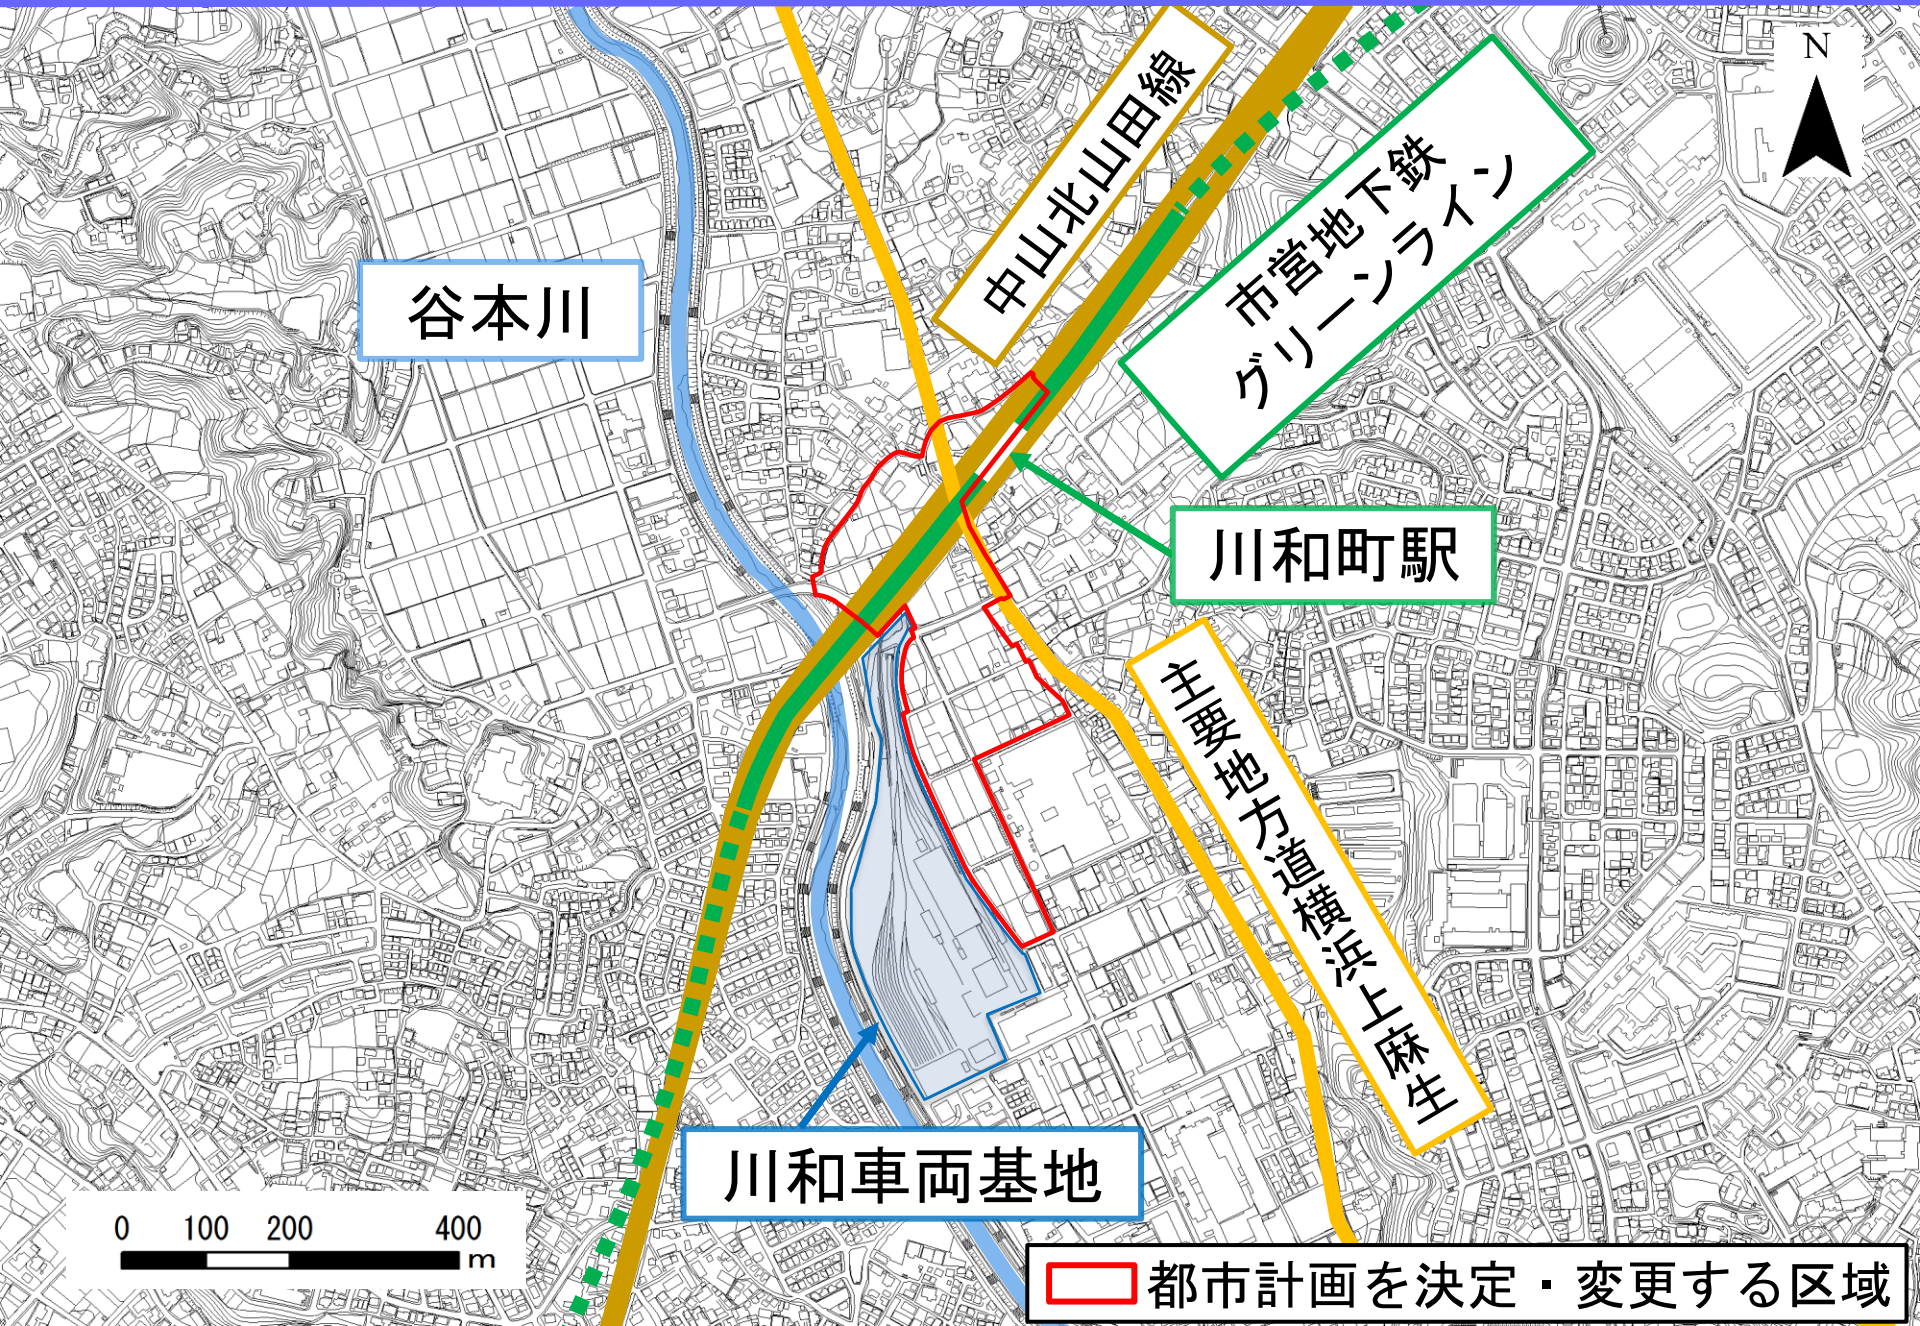 N
中山北山田線
市営地下鉄
グリーンライン
谷本川
川和町駅
主要地方道横浜上麻生
川和車両基地
0 100 200 400
m
都市計画を決定・変更する区域